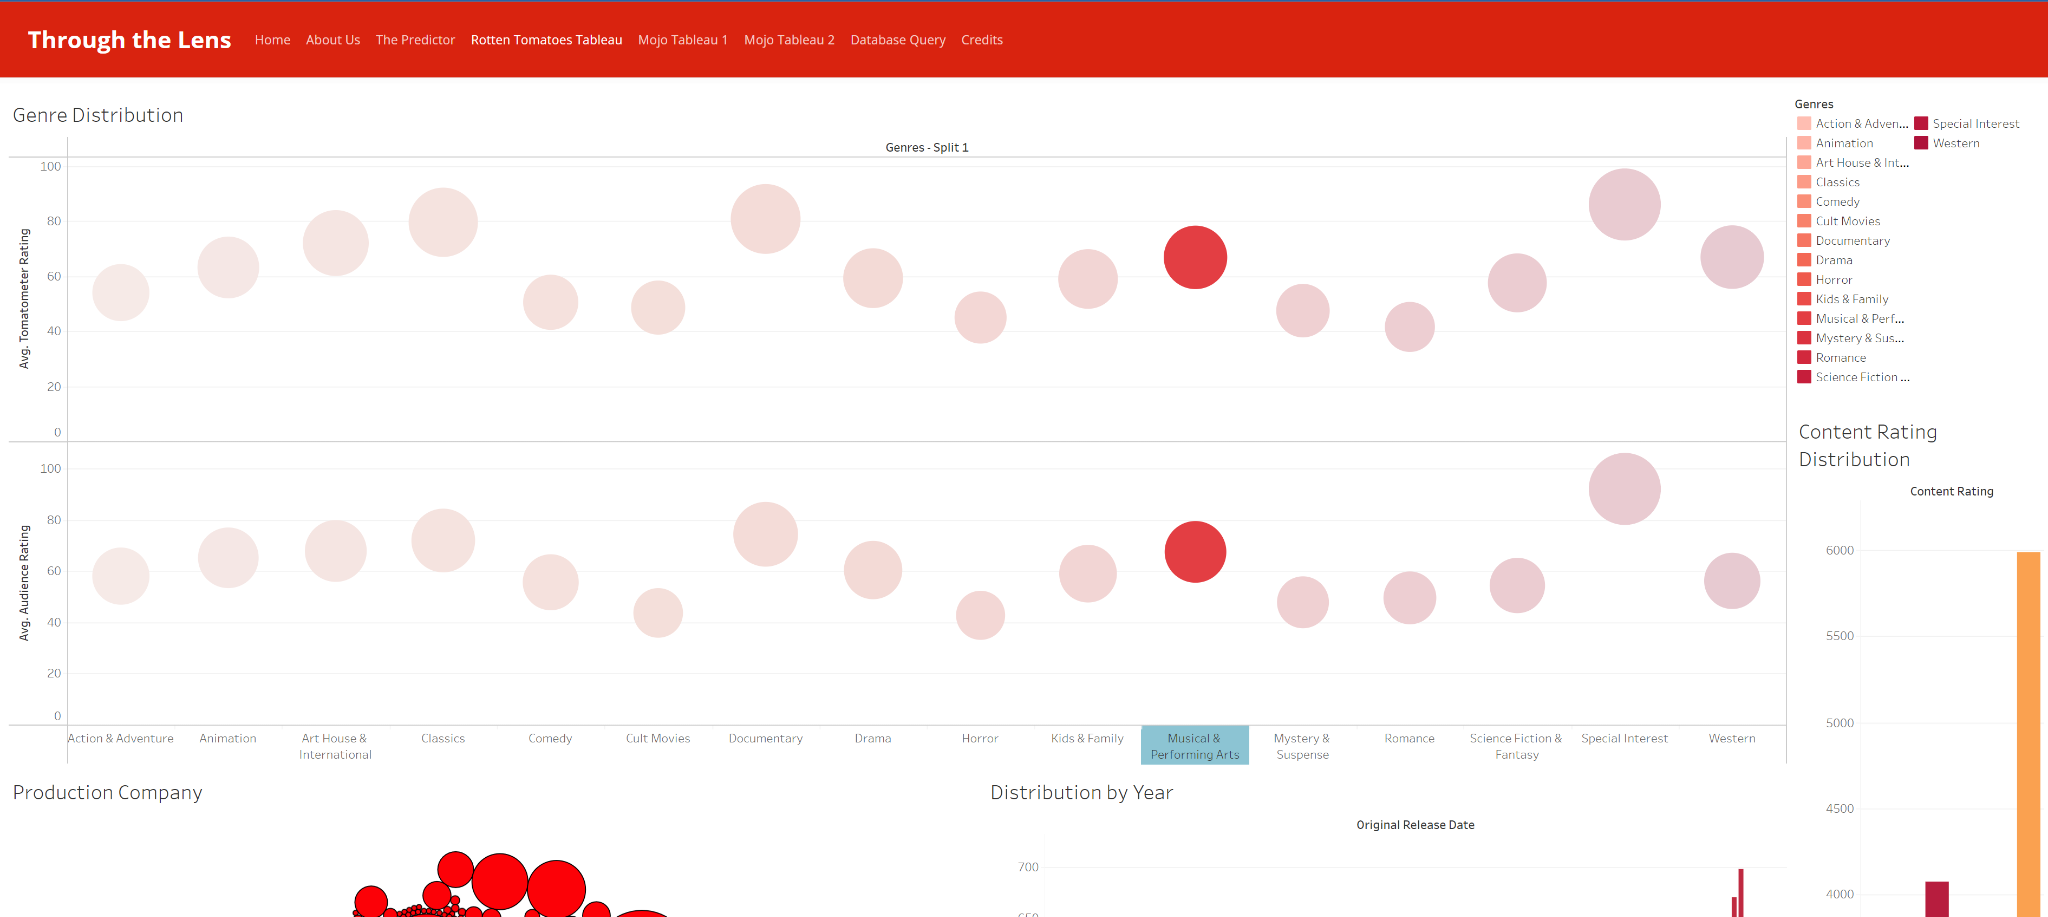 Through the Lens Home About Us The Predictor Rotten Tomatoes Tableau Mojo Tableau 1 Mojo Tableau 2 Database Query Credits
Genre Distribution
Genres - Split 1
Avg. Tomatometer Rating
100
80
60
40
20
0
Avg. Audience Rating
100
80
60
40
20
0
Action & Adventure
Animation
Art House &
International
Classics
Comedy
Cult Movies
Documentary
Drama
Horror
Kids & Family
Musical &
Performing Arts
Mystery &
Suspense
Romance
Science Fiction &
Fantasy
Special Interest
Western
Genres
Action & Adven...
Animation
Art House & Int...
Classics
Comedy
Cult Movies
Documentary
Drama
Horror
Kids & Family
Musical & Perf...
Mystery & Sus...
Romance
Science Fiction ...
Special Interest
Western
Content Rating
Distribution
Content Rating
6000
5500
5000
4500
4000
Production Company
Distribution by Year
Original Release Date
700